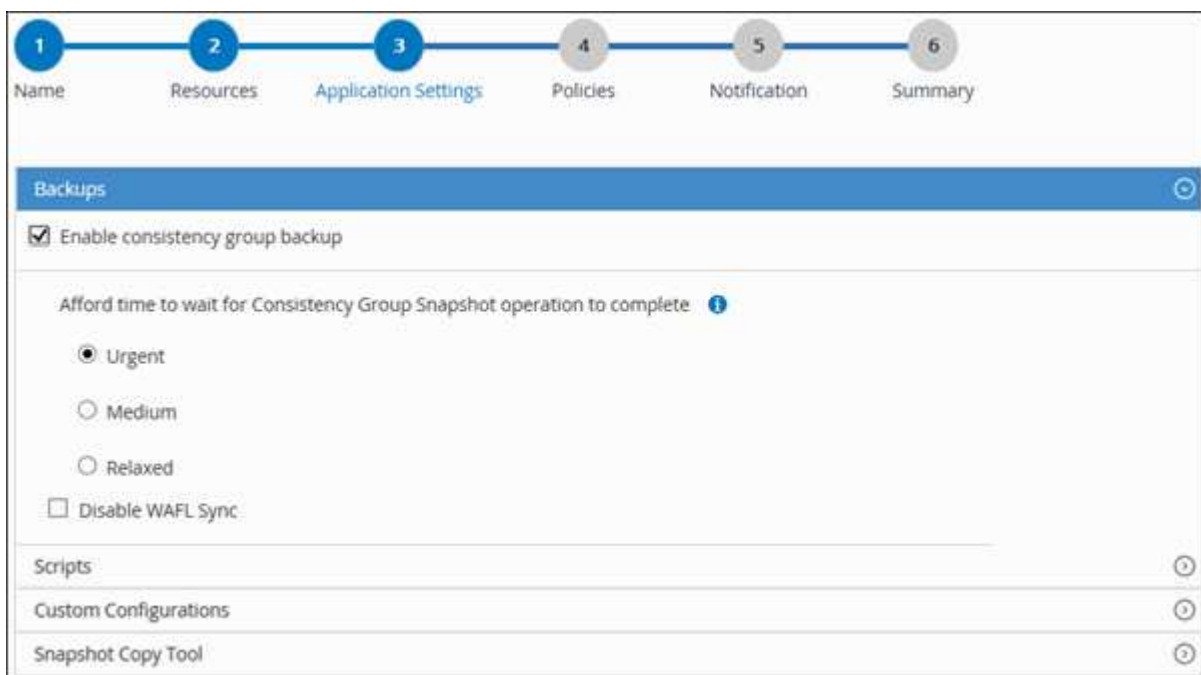 1 2 3 4 5 6
Name Resources Application Settings Policies Notification Summary
Backups
Enable consistency group backup
Afford time to wait for Consistency Group Snapshot operation to complete
Urgent
Medium
Relaxed
Disable WAFL Sync
Scripts
Custom Configurations
Snapshot Copy Tool